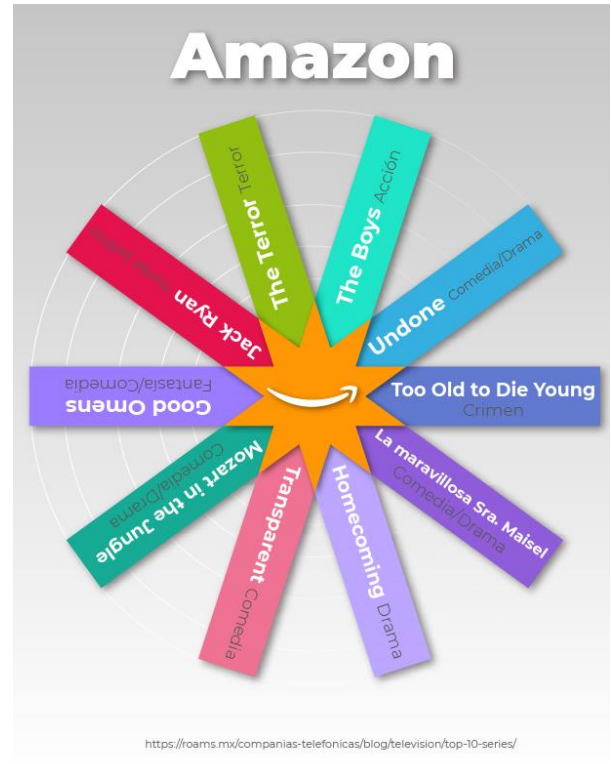 Amazon
The Terror Terror
The Boys Acción
Undone Comedia/Drama
Too Old to Die Young
Crimen
La maravillosa Sra. Maisel
Comedia/Drama
Homecoming Drama
Transparent Comedia
Mozart in the Jungle
Comedia/Drama
Good Omens
Fantasía/Comedia
Jack Ryan
https://roams.mx/companias-telefonicas/blog/television/top-10-series/